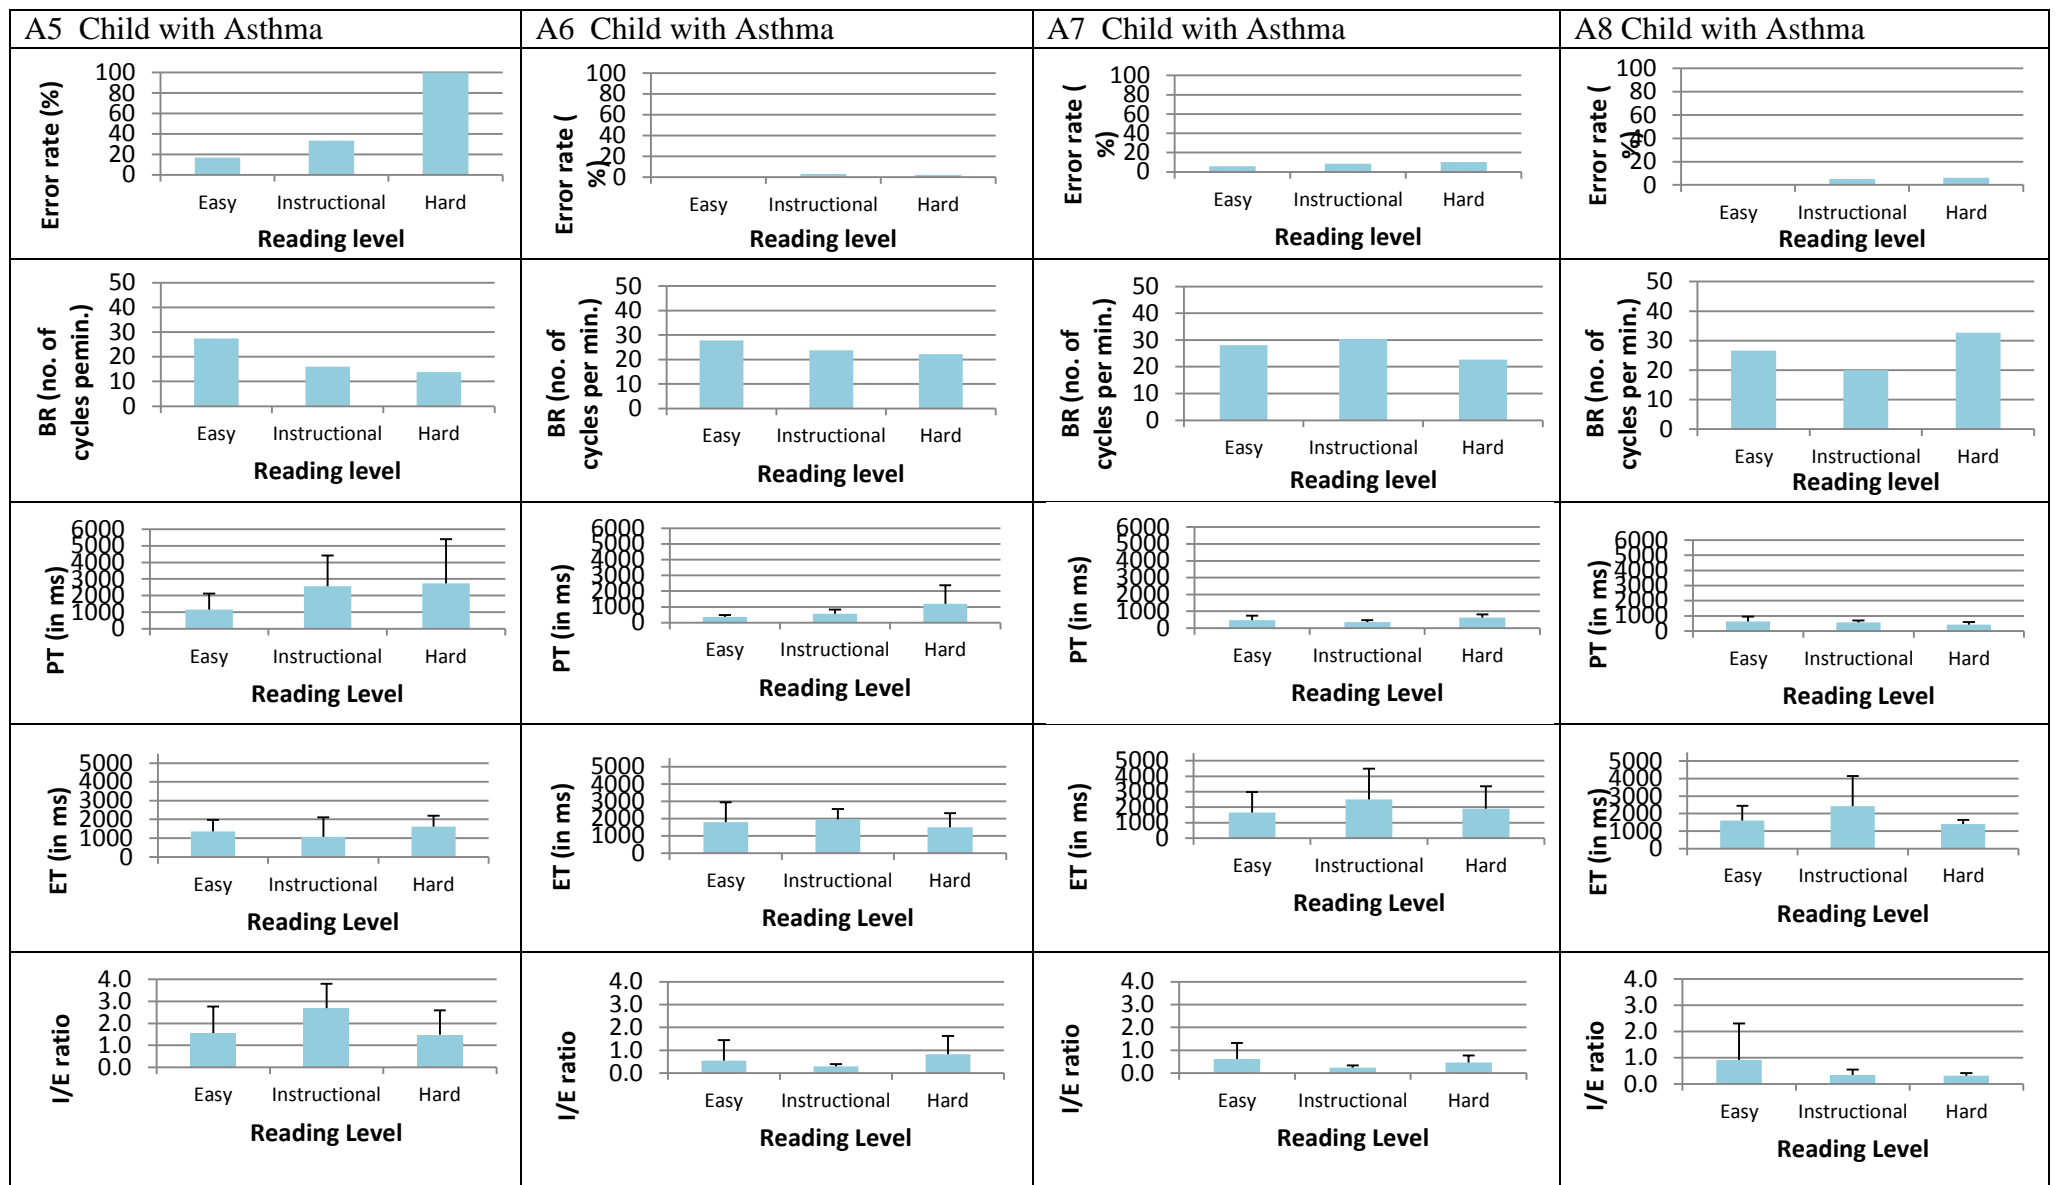 A5  Child with Asthma
A6  Child with Asthma
A7  Child with Asthma
A8 Child with Asthma
Error rate (%)
100
80
60
40
20
0
Easy Instructional Hard
Reading level
Error rate (
%)
100
80
60
40
20
0
Easy Instructional Hard
Reading level
Error rate (
%)
100
80
60
40
20
0
Easy Instructional Hard
Reading level
Error rate (
%)
100
80
60
40
20
0
Easy Instructional Hard
Reading level
BR (no. of
cycles pemin.)
50
40
30
20
10
0
Easy Instructional Hard
Reading level
BR (no. of
cycles per min.)
50
40
30
20
10
0
Easy Instructional Hard
Reading level
BR (no. of
cycles per min.)
50
40
30
20
10
0
Easy Instructional Hard
Reading level
BR (no. of
cycles per min.)
50
40
30
20
10
0
Easy Instructional Hard
Reading level
PT (in ms)
6000
5000
4000
3000
2000
1000
0
Easy Instructional Hard
Reading Level
PT (in ms)
6000
5000
4000
3000
2000
1000
0
Easy Instructional Hard
Reading Level
PT (in ms)
6000
5000
4000
3000
2000
1000
0
Easy Instructional Hard
Reading Level
PT (in ms)
6000
5000
4000
3000
2000
1000
0
Easy Instructional Hard
Reading Level
ET (in ms)
5000
4000
3000
2000
1000
0
Easy Instructional Hard
Reading Level
ET (in ms)
5000
4000
3000
2000
1000
0
Easy Instructional Hard
Reading Level
ET (in ms)
5000
4000
3000
2000
1000
0
Easy Instructional Hard
Reading Level
ET (in ms)
5000
4000
3000
2000
1000
0
Easy Instructional Hard
Reading Level
I/E ratio
4.0
3.0
2.0
1.0
0.0
Easy Instructional Hard
Reading Level
I/E ratio
4.0
3.0
2.0
1.0
0.0
Easy Instructional Hard
Reading Level
I/E ratio
4.0
3.0
2.0
1.0
0.0
Easy Instructional Hard
Reading Level
I/E ratio
4.0
3.0
2.0
1.0
0.0
Easy Instructional Hard
Reading Level